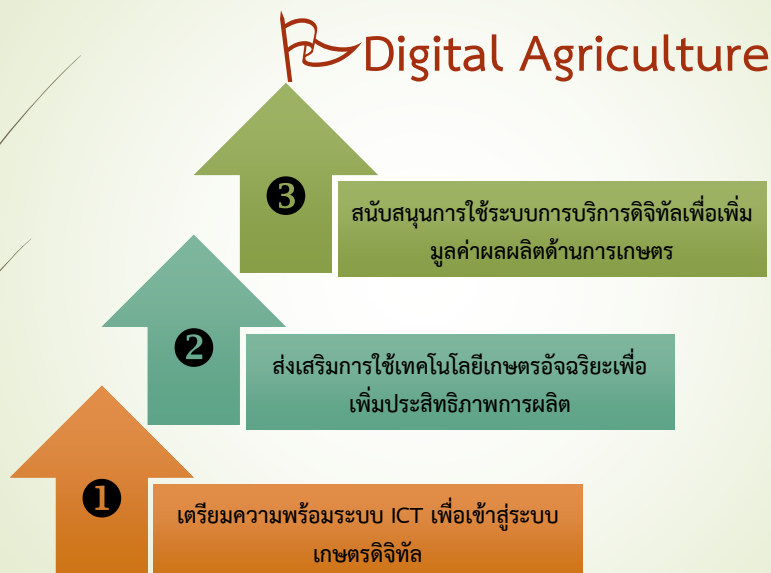 Digital Agriculture
❸
สนับสนุนการใช้ระบบการบริการดิจิทัลเพื่อเพิ่ม
มูลค่าผลผลิตด้านการเกษตร
❷
ส่งเสริมการใช้เทคโนโลยีเกษตรอัจฉริยะเพื่อ
เพิ่มประสิทธิภาพการผลิต
❶
เตรียมความพร้อมระบบ ICT เพื่อเข้าสู่ระบบ
เกษตรดิจิทัล